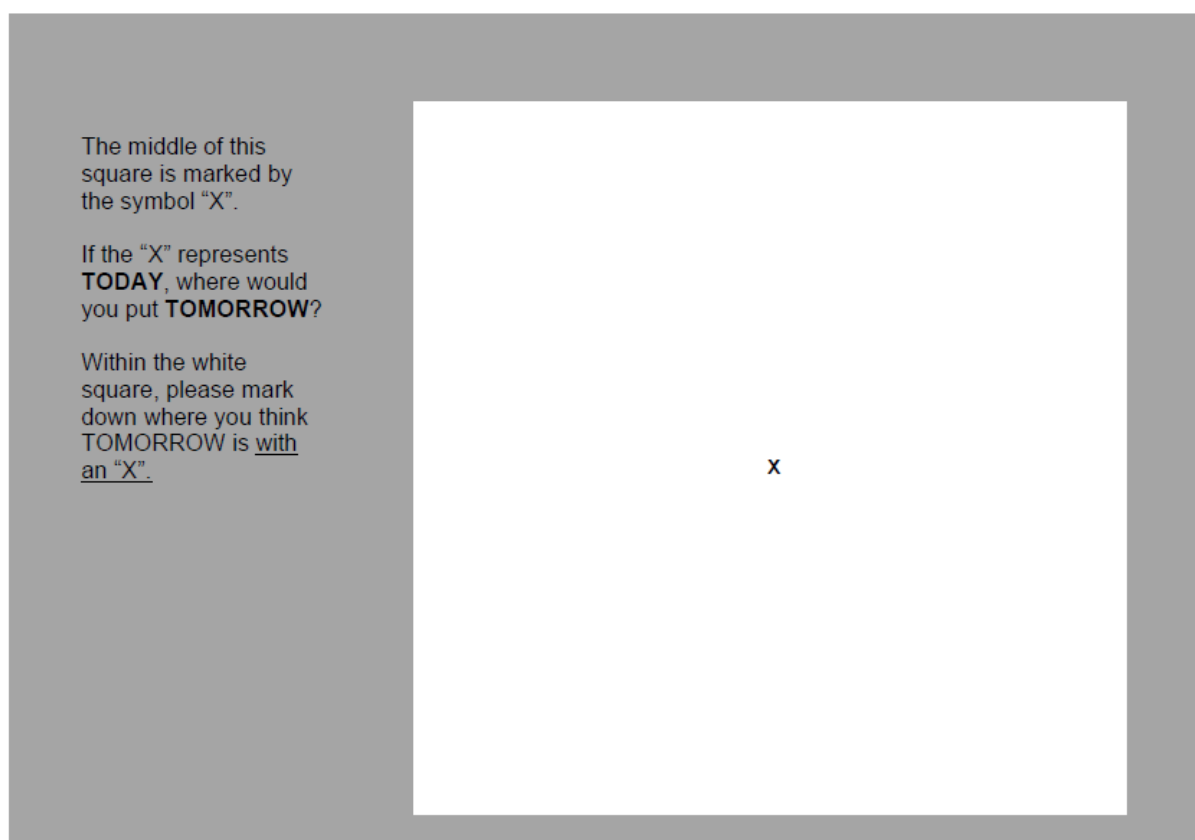 The middle of this
square is marked by
the symbol “X”.
If the “X” represents
TODAY, where would
you put TOMORROW?
Within the white
square, please mark
down where you think
TOMORROW is with
an “X”.
X